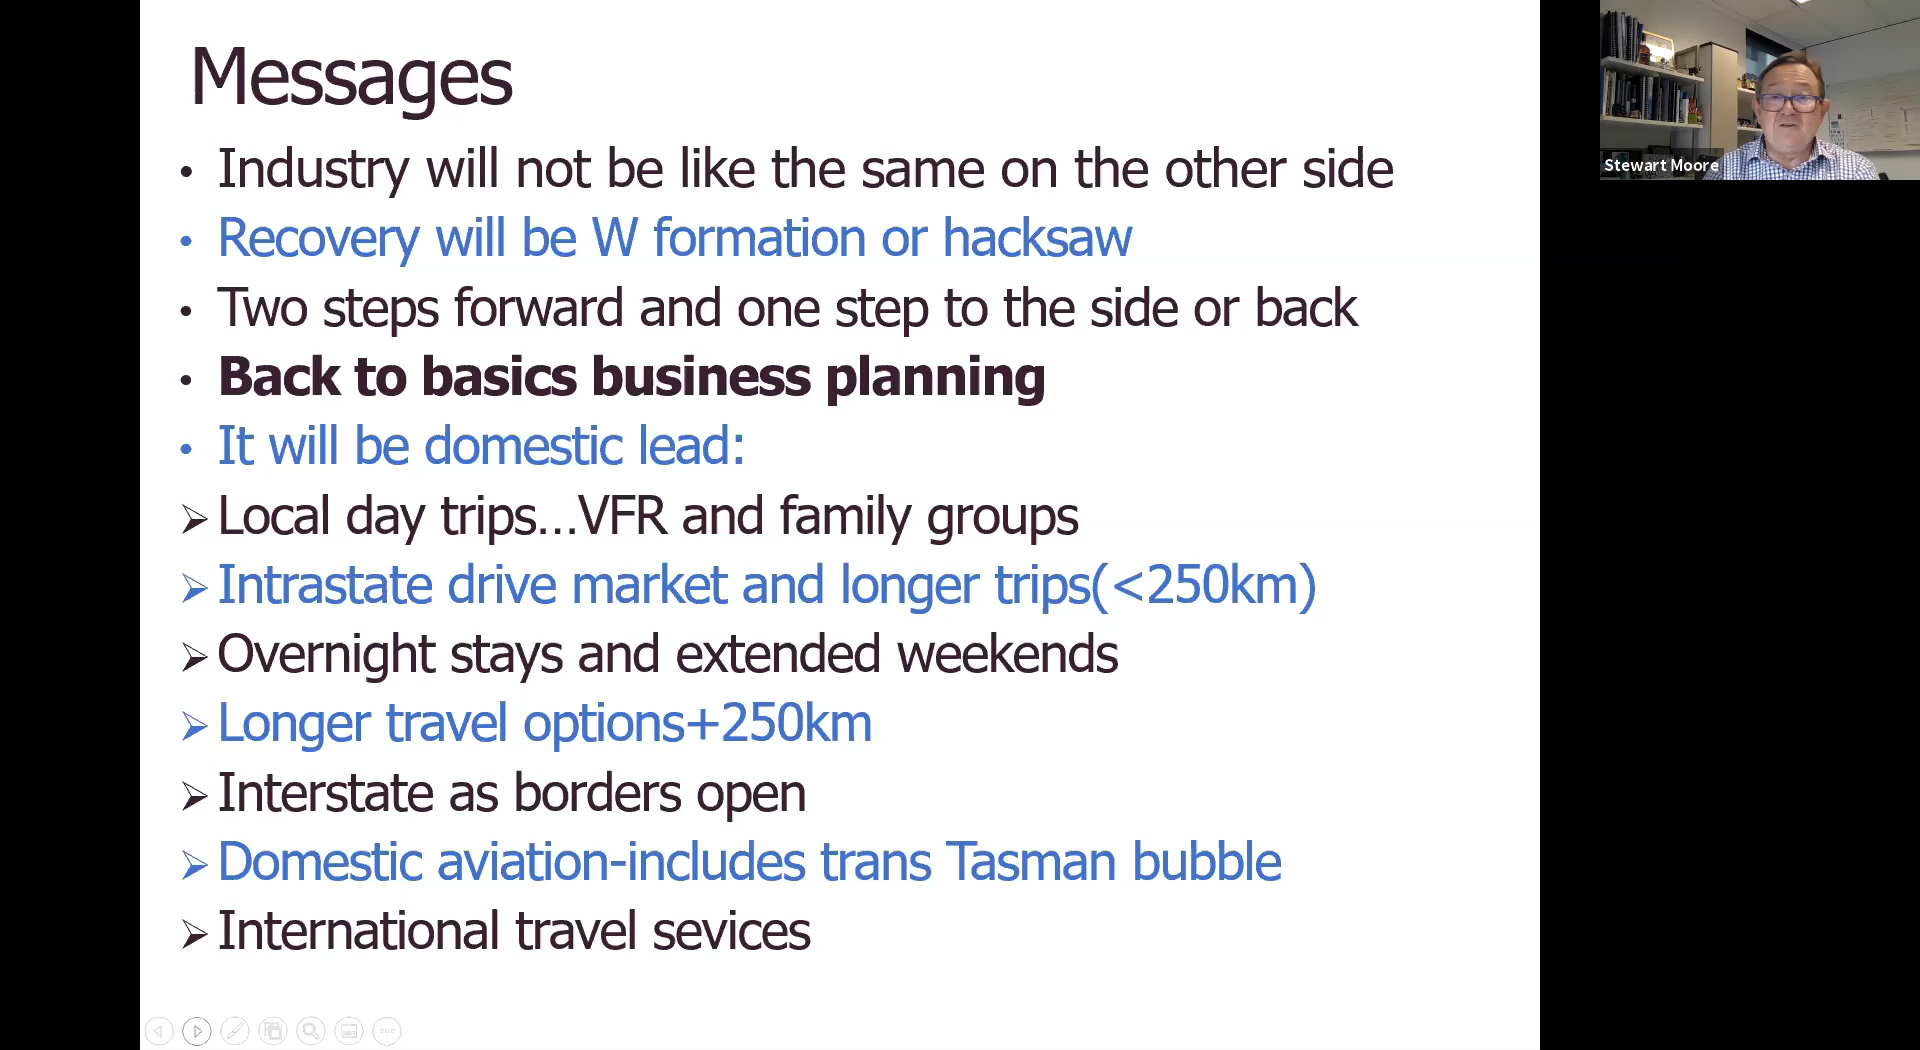 Messages
Industry will not be like the same on the other side
Recovery will be W formation or hacksaw
Two steps forward and one step to the side or back
Back to basics business planning
It will be domestic lead:
Local day trips...VFR and family groups
Intrastate drive market and longer trips(<250km)
Overnight stays and extended weekends
Longer travel options+250km
Interstate as borders open
Domestic aviation-includes trans Tasman bubble
International travel sevices
Stewart Moore